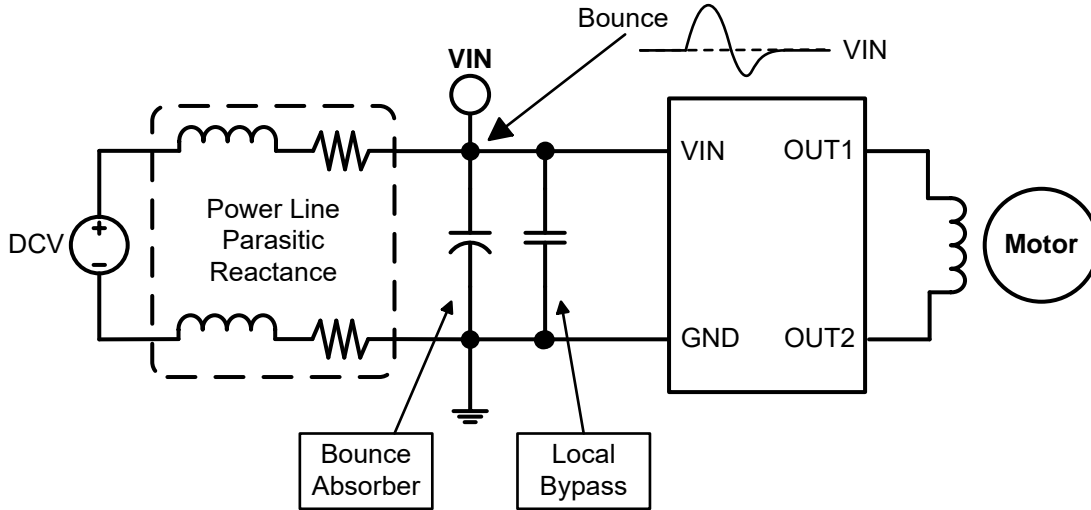 Bounce
VIN
VIN
VIN
OUT1
Power Line
Parasitic
Reactance
DCV
+
−
Motor
GND
OUT2
Bounce
Absorber
Local
Bypass